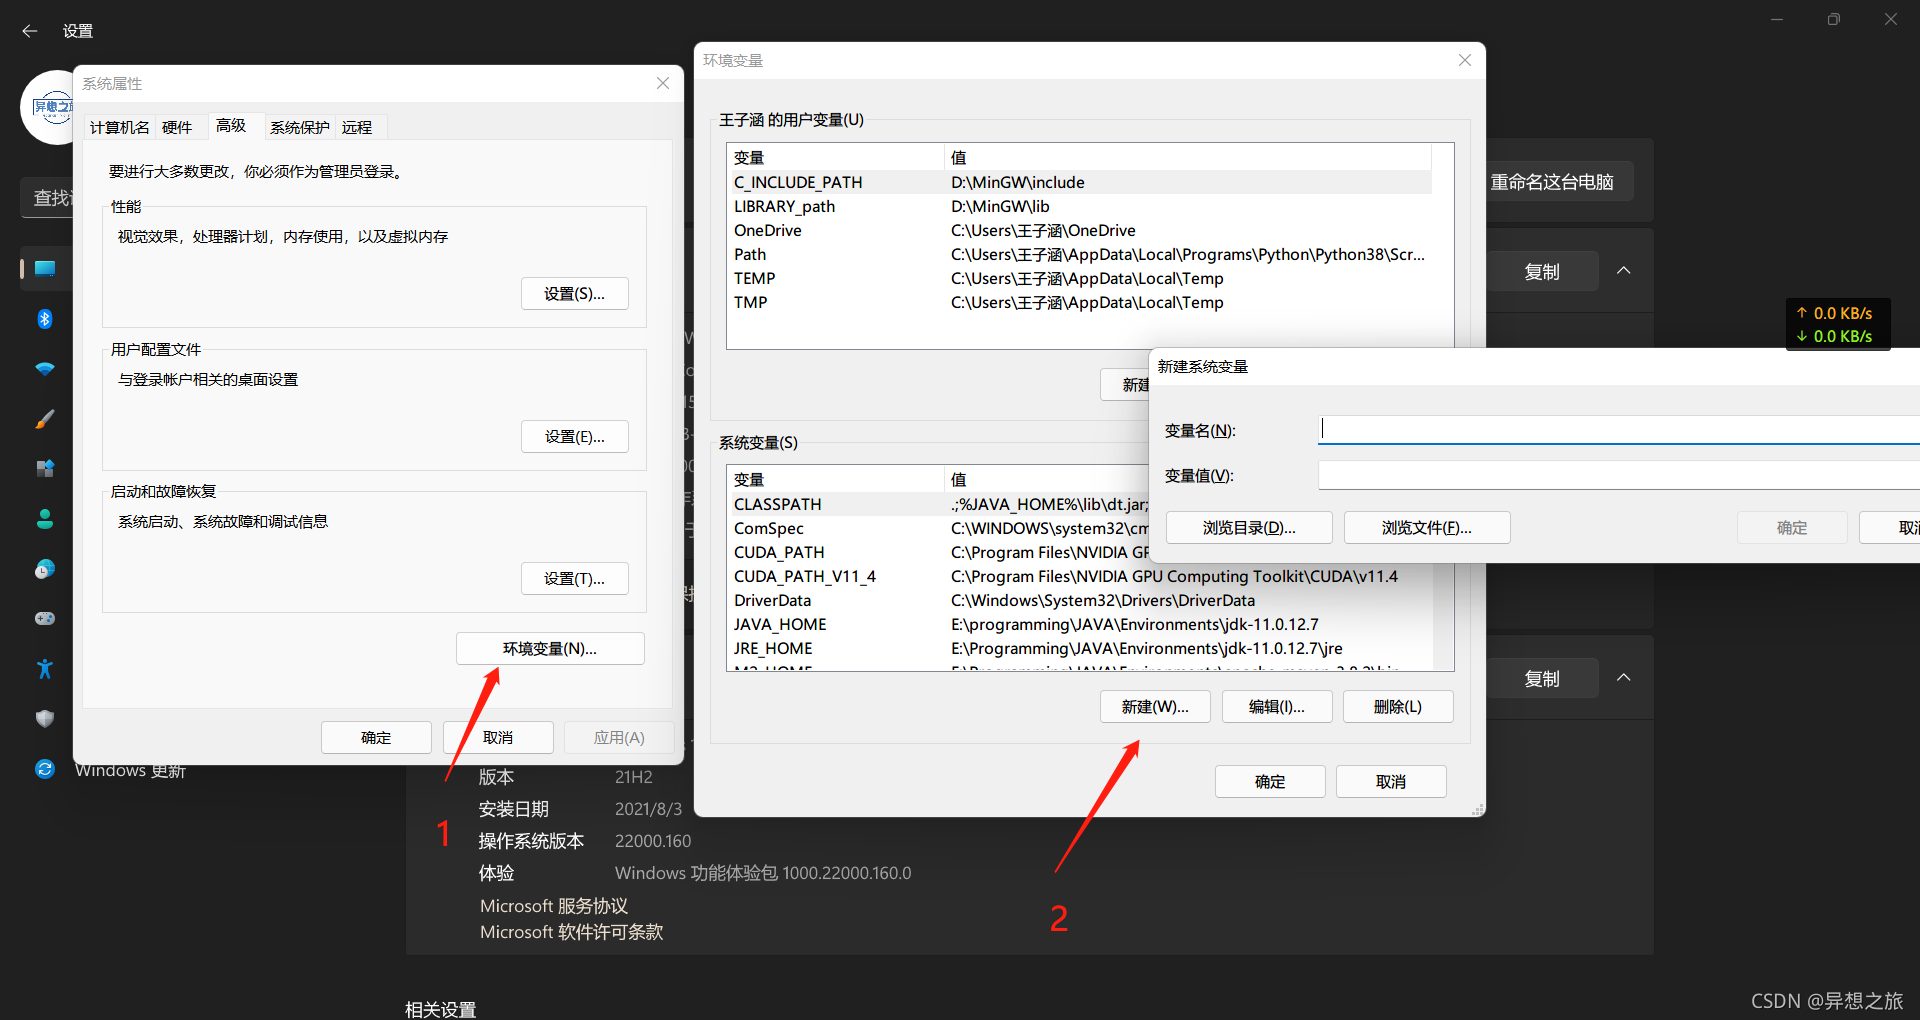 设置
异想之旅
查找
Windows 更新
系统属性
计算机名
硬件
高级
系统保护
远程
要进行大多数更改，你必须作为管理员登录。
性能
视觉效果，处理器计划，内存使用，以及虚拟内存
设置(S)...
用户配置文件
与登录帐户相关的桌面设置
设置(E)...
启动和故障恢复
系统启动、系统故障和调试信息
设置(T)...
环境变量(N)...
确定
取消
应用(A)
1
环境变量
王子涵 的用户变量(U)
变量 值
C_INCLUDE_PATH D:\MinGW\include
LIBRARY_path D:\MinGW\lib
OneDrive C:\Users\王子涵\OneDrive
Path C:\Users\王子涵\AppData\Local\Programs\Python\Python38\Scr...
TEMP C:\Users\王子涵\AppData\Local\Temp
TMP C:\Users\王子涵\AppData\Local\Temp
新建
系统变量(S)
变量 值
CLASSPATH .;%JAVA_HOME%\lib\dt.jar;
ComSpec C:\WINDOWS\system32\cm
CUDA_PATH C:\Program Files\NVIDIA GP
CUDA_PATH_V11_4 C:\Program Files\NVIDIA GPU Computing Toolkit\CUDA\v11.4
DriverData C:\Windows\System32\Drivers\DriverData
JAVA_HOME E:\programming\JAVA\Environments\jdk-11.0.12.7
JRE_HOME E:\Programming\JAVA\Environments\jdk-11.0.12.7\jre
新建(W)...
编辑(I)...
删除(L)
确定
取消
2
新建系统变量
变量名(N):
变量值(V):
浏览目录(D)...
浏览文件(F)...
确定
重命名这台电脑
复制
↑ 0.0 KB/s
↓ 0.0 KB/s
复制
版本 21H2
安装日期 2021/8/3
操作系统版本 22000.160
体验 Windows 功能体验包 1000.22000.160.0
Microsoft 服务协议
Microsoft 软件许可条款
相关设置
CSDN @异想之旅